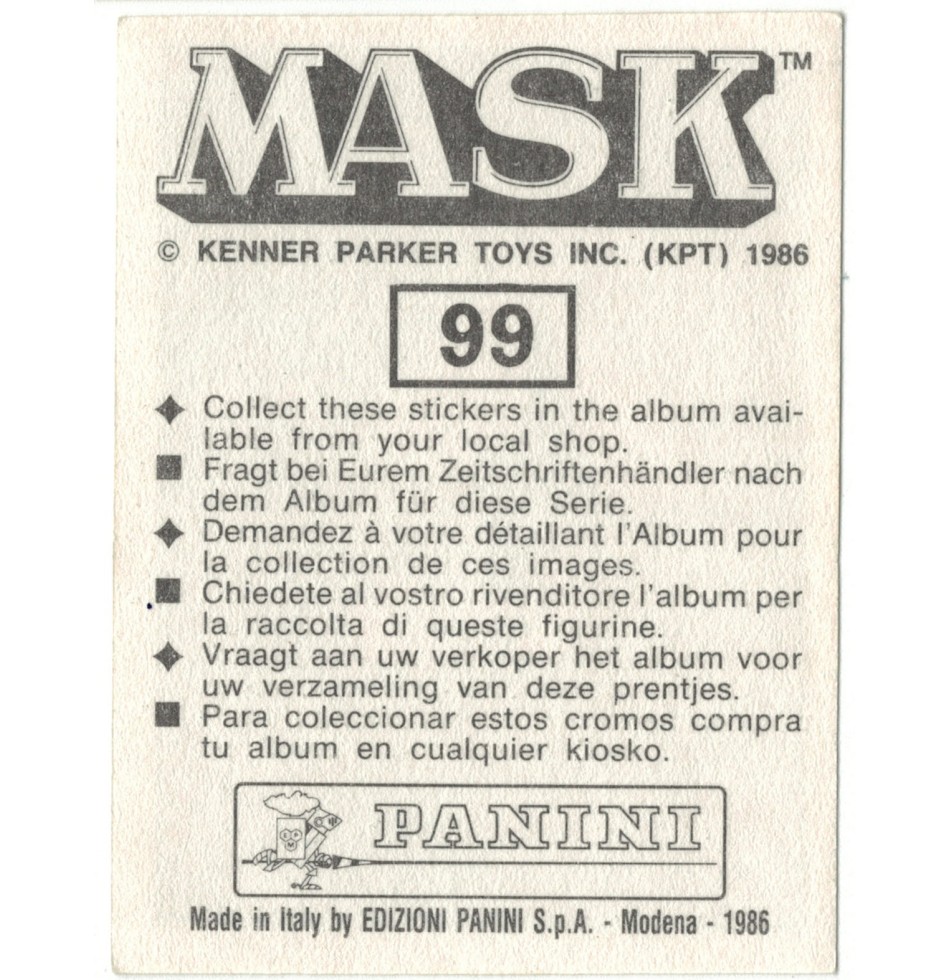 MASK™
© KENNER PARKER TOYS INC. (KPT) 1986
99
Collect these stickers in the album avai-
lable from your local shop.
Fragt bei Eurem Zeitschriftenhändler nach
dem Album für diese Serie.
Demandez à votre détaillant l'Album pour
la collection de ces images.
Chiedete al vostro rivenditore l'album per
la raccolta di queste figurine.
Vraagt aan uw verkoper het album voor
uw verzameling van deze prentjes.
Para coleccionar estos cromos compra
tu album en cualquier kiosko.
PANINI
Made in Italy by EDIZIONI PANINI S.p.A. - Modena - 1986